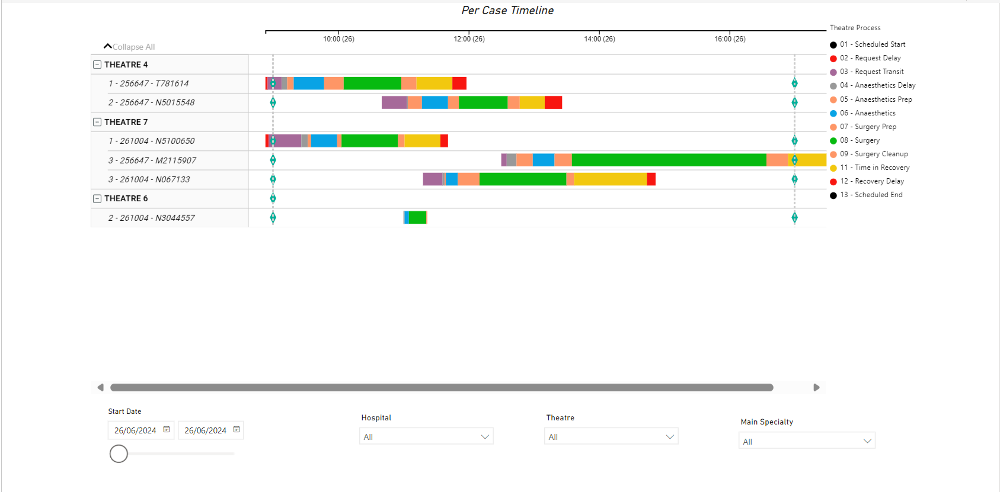 Per Case Timeline
10:00 (26) 12:00 (26) 14:00 (26) 16:00 (26)
Collapse All
THEATRE 4
1 - 256647 - T781614
2 - 256647 - N5015548
THEATRE 7
1 - 261004 - N5100650
3 - 256647 - M2115907
3 - 261004 - N067133
THEATRE 6
2 - 261004 - N3044557
Theatre Process
01 - Scheduled Start
02 - Request Delay
03 - Request Transit
04 - Anaesthetics Delay
05 - Anaesthetics Prep
06 - Anaesthetics
07 - Surgery Prep
08 - Surgery
09 - Surgery Cleanup
11 - Time in Recovery
12 - Recovery Delay
13 - Scheduled End
Start Date
26/06/2024 26/06/2024
Hospital
All
Theatre
All
Main Specialty
All